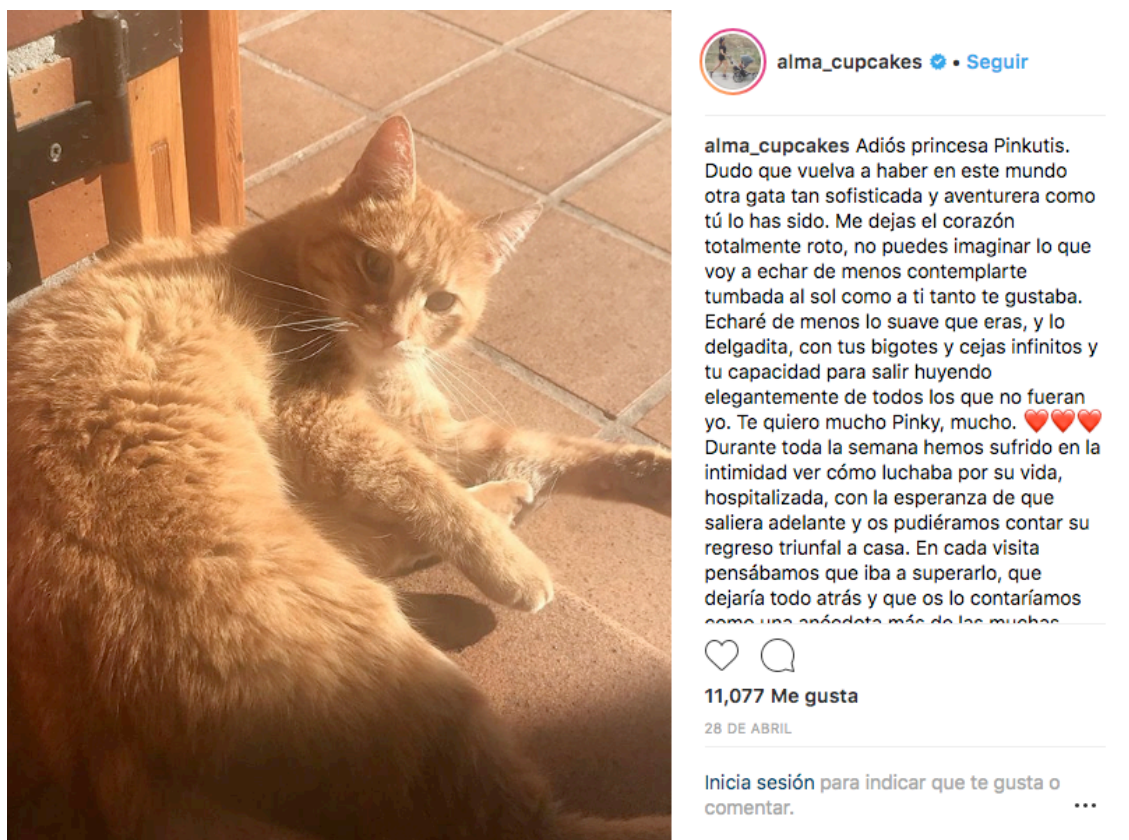 alma_cupcakes • Seguir
alma_cupcakes Adiós princesa Pinkutis.
Dudo que vuelva a haber en este mundo
otra gata tan sofisticada y aventurera como
tú lo has sido. Me dejas el corazón
totalmente roto, no puedes imaginar lo que
voy a echar de menos contemplarte
tumbada al sol como a ti tanto te gustaba.
Echaré de menos lo suave que eras, y lo
delgadita, con tus bigotes y cejas infinitos y
tu capacidad para salir huyendo
elegantemente de todos los que no fueran
yo. Te quiero mucho Pinky, mucho. ❤️❤️❤️
Durante toda la semana hemos sufrido en la
intimidad ver cómo luchaba por su vida,
hospitalizada, con la esperanza de que
saliera adelante y os pudiéramos contar su
regreso triunfal a casa. En cada visita
pensábamos que iba a superarlo, que
dejaría todo atrás y que os lo contaríamos
como una anécdota más de las muchas
11,077 Me gusta
28 DE ABRIL
Inicia sesión para indicar que te gusta o
comentar.